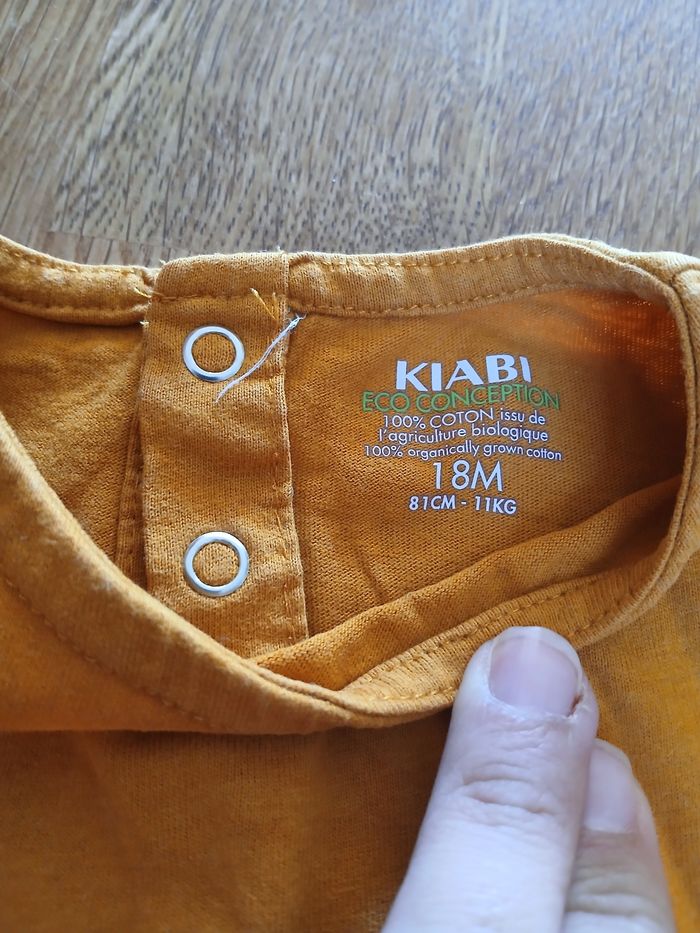 KIABI
ECO CONCEPTION
100% COTON issu de
l'agriculture biologique
100% organically grown cotton
18M
81CM - 11KG